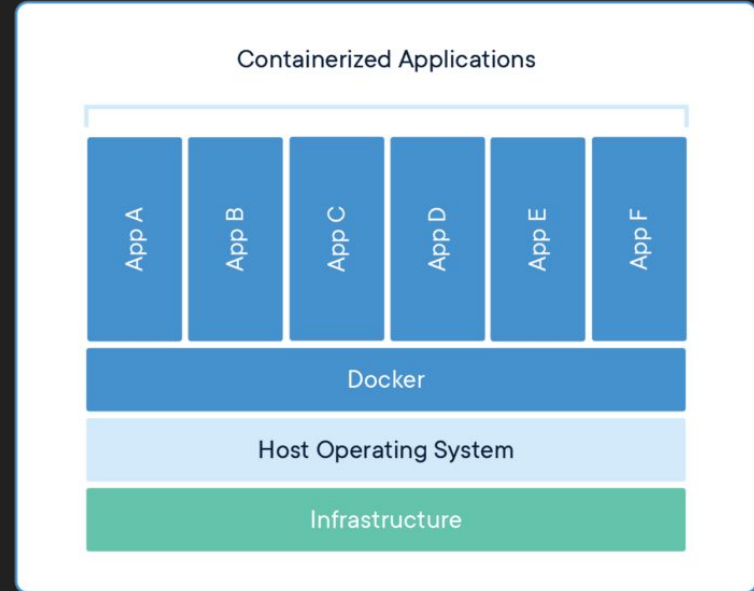 Containerized Applications
App A
App B
App C
App D
App E
App F
Docker
Host Operating System
Infrastructure